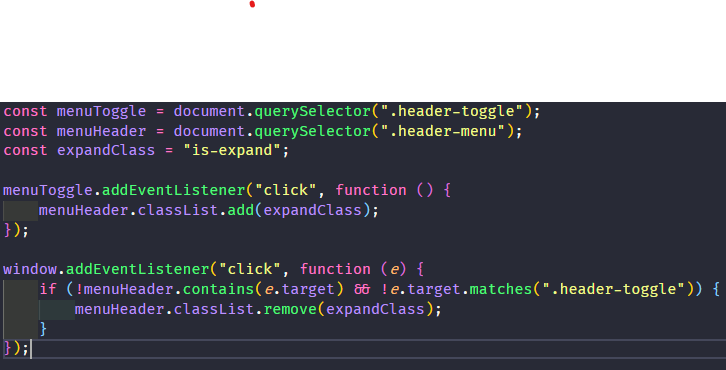 const menuToggle = document.querySelector(".header-toggle");
const menuHeader = document.querySelector(".header-menu");
const expandClass = "is-expand";
menuToggle.addEventListener("click", function () {
menuHeader.classList.add(expandClass);
});
window.addEventListener("click", function (e) {
if (!menuHeader.contains(e.target) && !e.target.matches(".header-toggle")) {
menuHeader.classList.remove(expandClass);
}
});